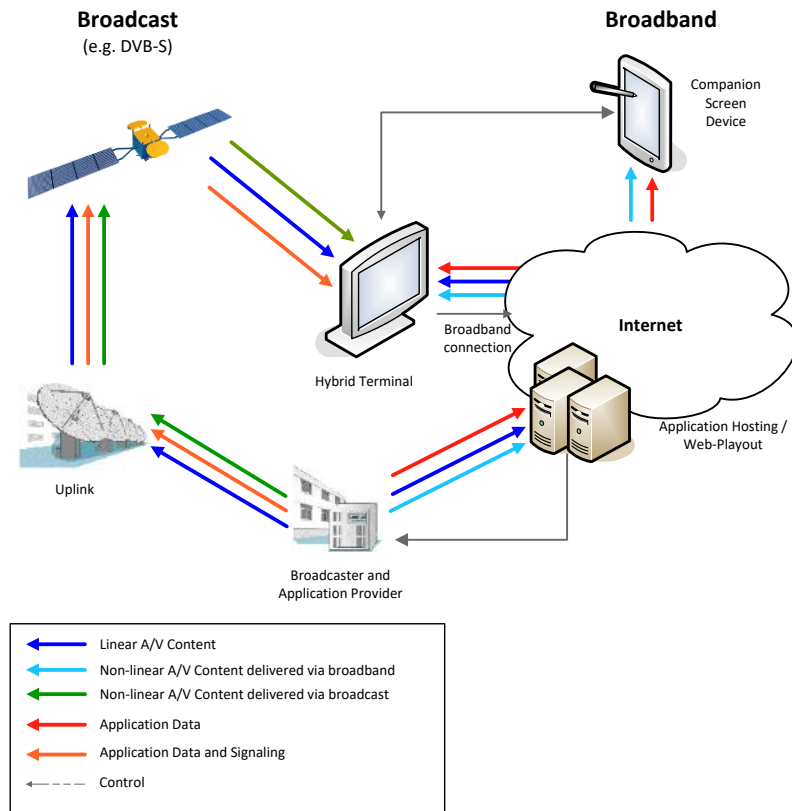 Broadcast
(e.g. DVB-S)
Broadband
Companion
Screen
Device
Internet
Broadband
connection
Hybrid Terminal
Application Hosting /
Web-Playout
Uplink
Broadcaster and
Application Provider
Linear A/V Content
Non-linear A/V Content delivered via broadband
Non-linear A/V Content delivered via broadcast
Application Data
Application Data and Signaling
Control